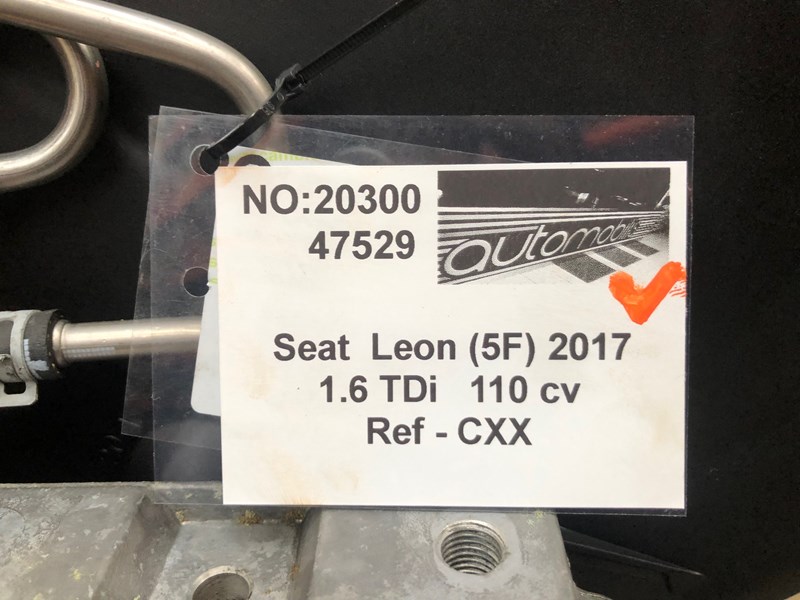 NO:20300
47529
automobile
Seat Leon (5F) 2017
1.6 TDi 110 cv
Ref - CXX